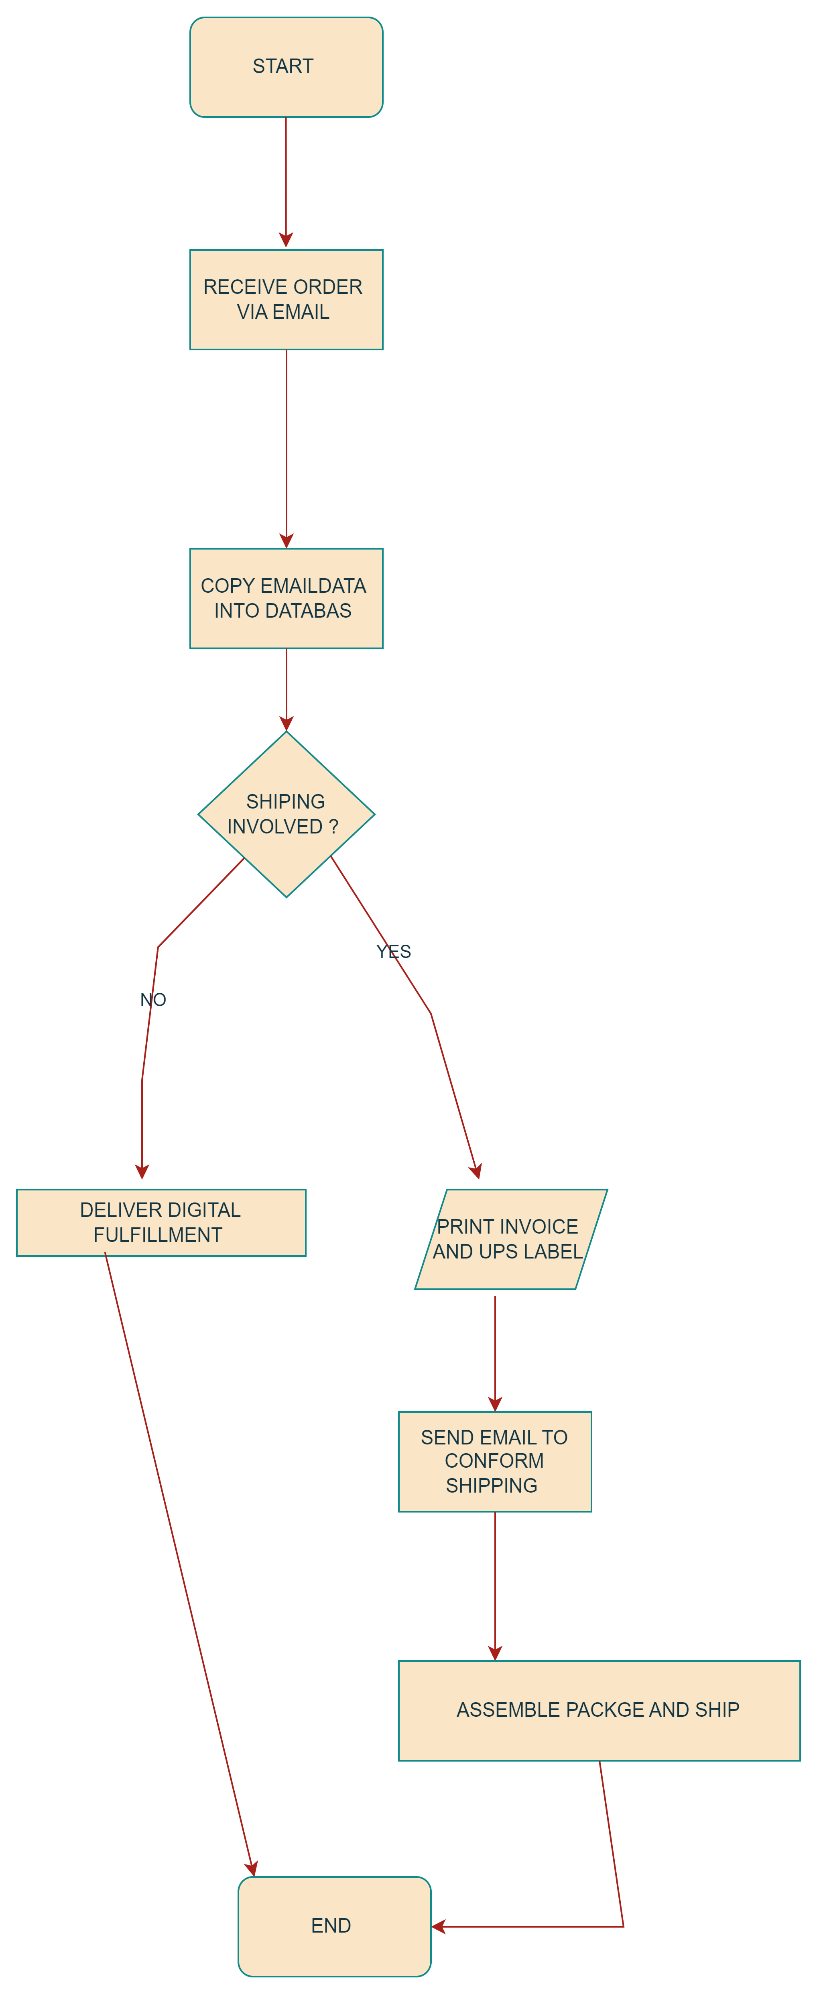 START
RECEIVE ORDER
VIA EMAIL
COPY EMAILDATA
INTO DATABAS
SHIPING
INVOLVED ?
YES
NO
DELIVER DIGITAL
FULFILLMENT
PRINT INVOICE
AND UPS LABEL
SEND EMAIL TO
CONFORM
SHIPPING
ASSEMBLE PACKGE AND SHIP
END